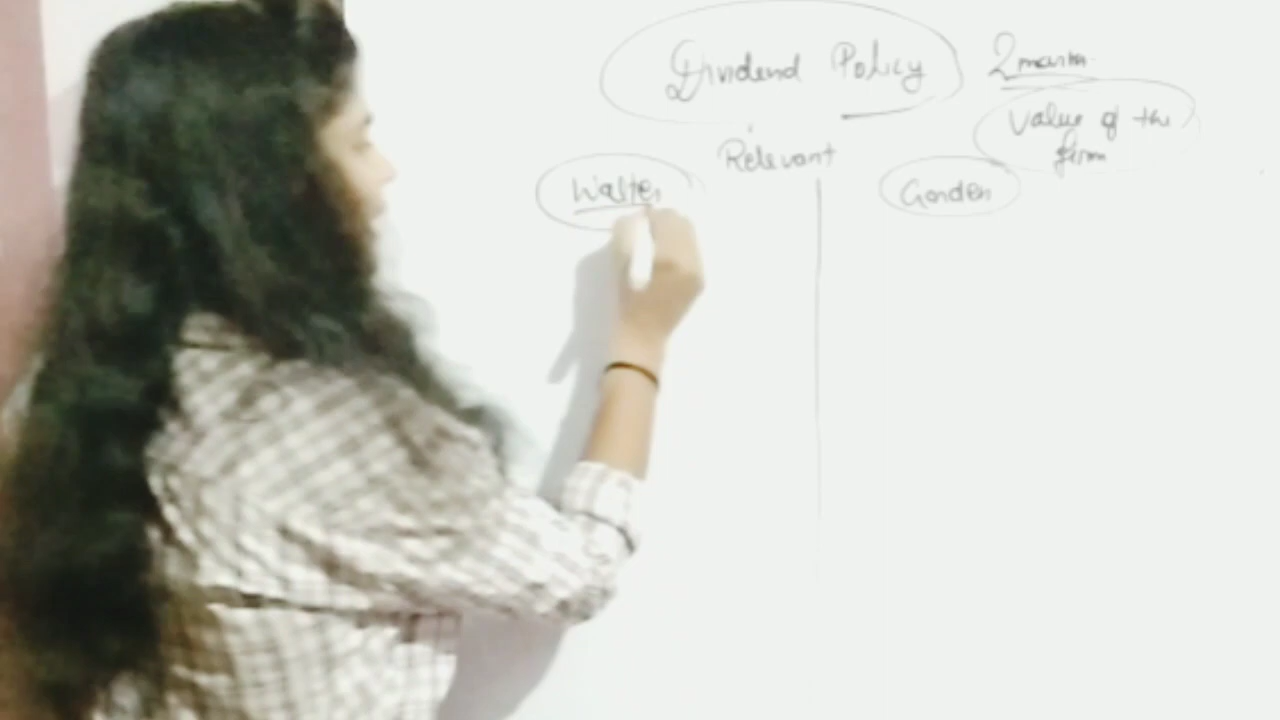 Dividend Policy
2 marks
Value of the
firm
Relevant
Walter
Gordon